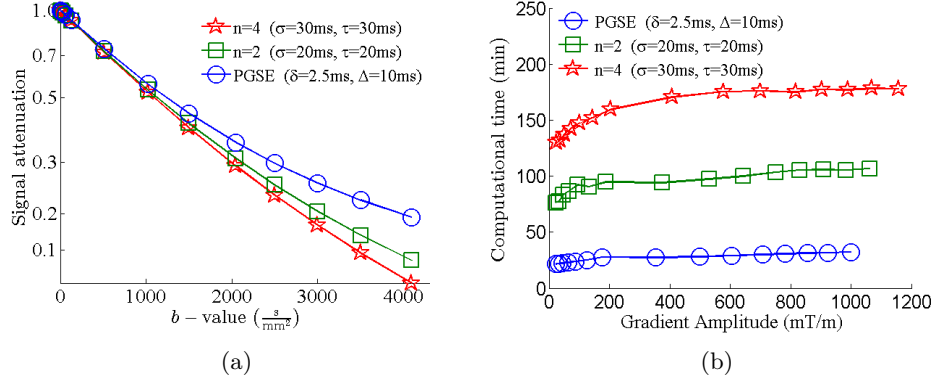 Signal attenuation
1.0
0.7
0.5
0.3
0.2
0.1
n=4 (σ=30ms, τ=30ms)
n=2 (σ=20ms, τ=20ms)
PGSE (δ=2.5ms, Δ=10ms)
0 1000 2000 3000 4000
b − value (s/mm²)
(a)
Computational time (min)
250
200
150
100
50
0
PGSE (δ=2.5ms, Δ=10ms)
n=2 (σ=20ms, τ=20ms)
n=4 (σ=30ms, τ=30ms)
0 200 400 600 800 1000 1200
Gradient Amplitude (mT/m)
(b)